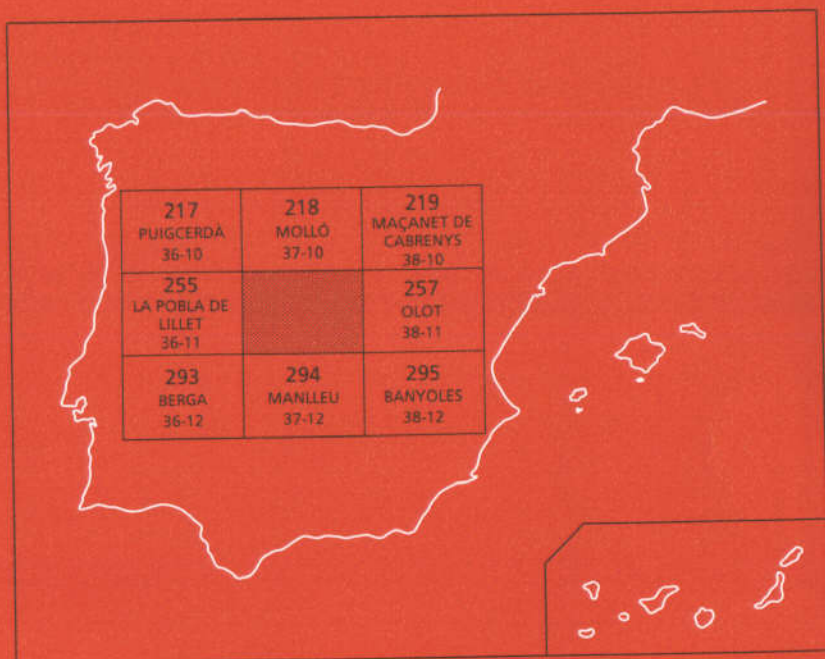 217
PUIGCERDÀ
36-10
218
MOLLÓ
37-10
219
MAÇANET DE
CABRENYS
38-10
255
LA POBLA DE
LILLET
36-11
257
OLOT
38-11
293
BERGA
36-12
294
MANLLEU
37-12
295
BANYOLES
38-12